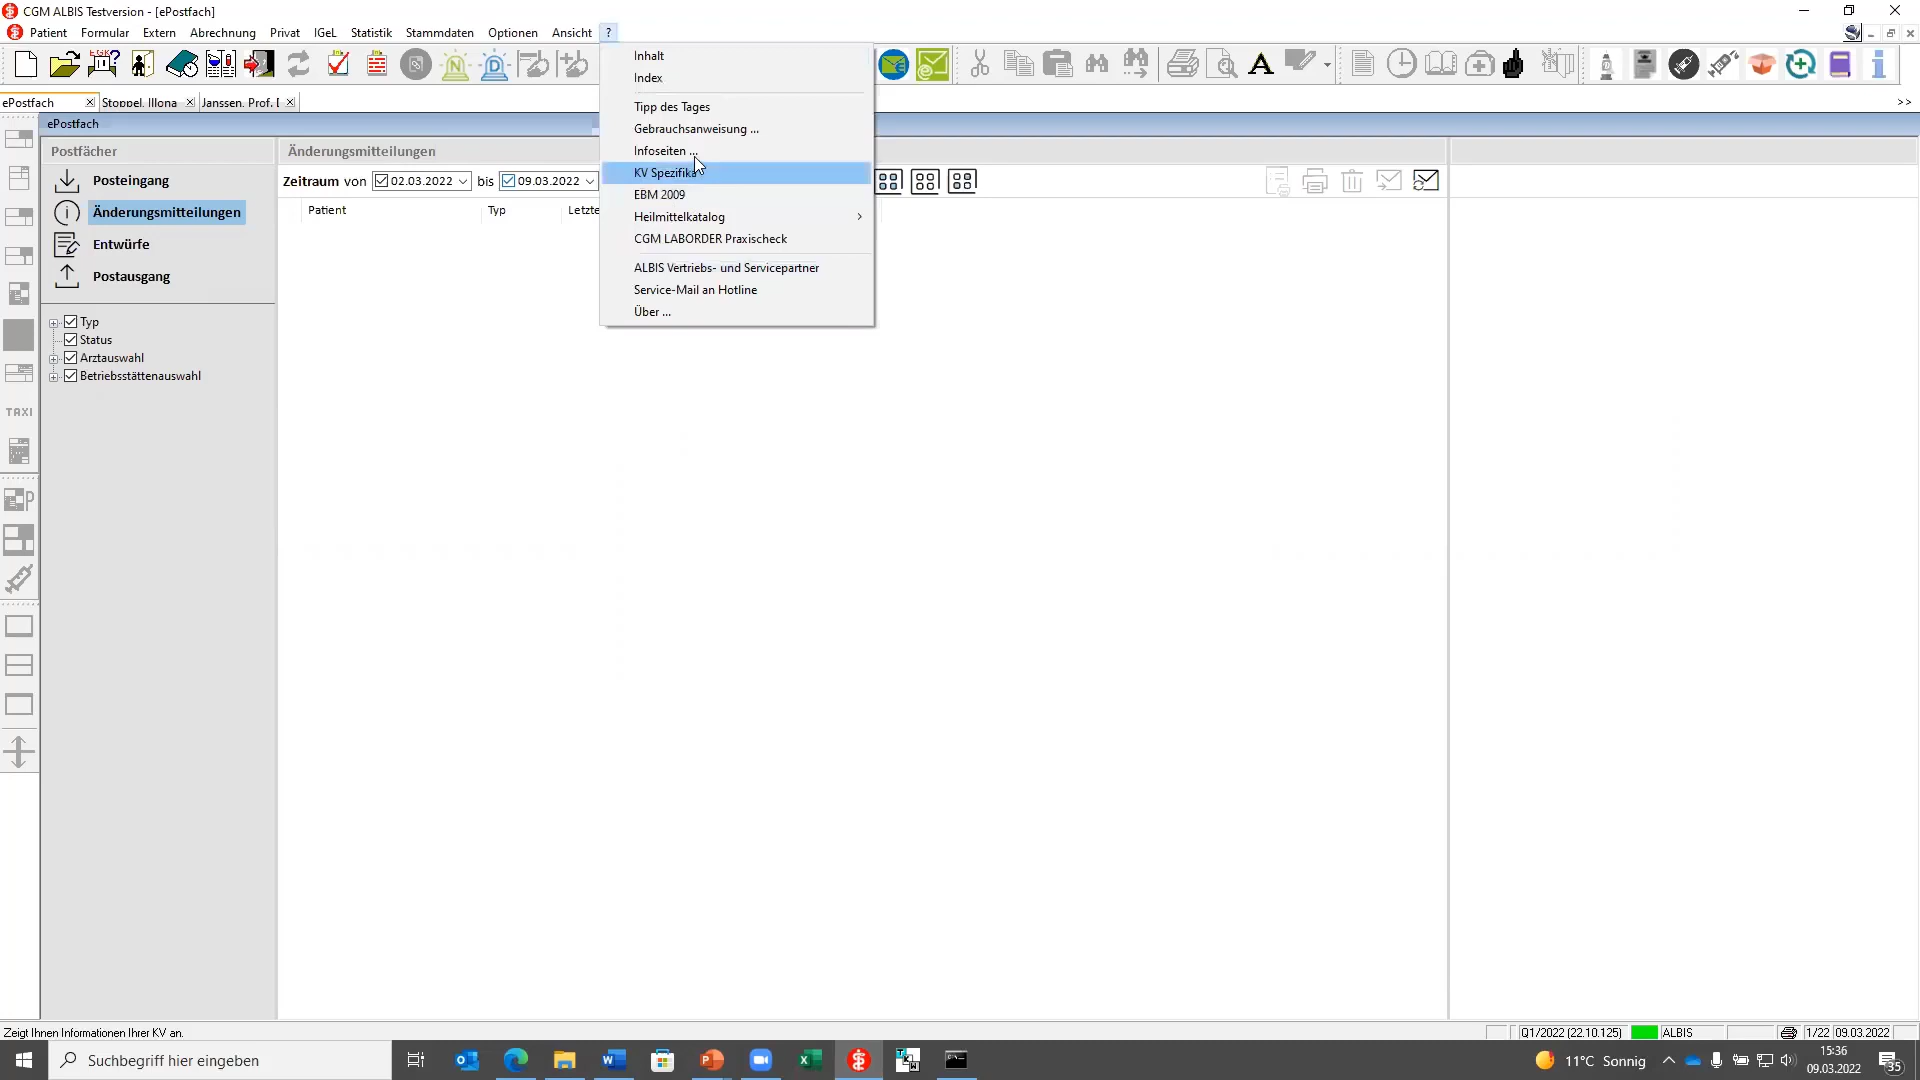 CGM ALBIS Testversion - [ePostfach]
Patient Formular Extern Abrechnung Privat IGeL Statistik Stammdaten Optionen Ansicht ?
EGK?
N D
ePostfach Stoppel, Illona Janssen, Prof. [ >>
ePostfach
Postfächer
Posteingang
Änderungsmitteilungen
Entwürfe
Postausgang
Typ
Status
Arztauswahl
Betriebsstättenauswahl
TAXI
P
Änderungsmitteilungen
Zeitraum von 02.03.2022 bis 09.03.2022
Patient Typ Letzte
Inhalt
Index
Tipp des Tages
Gebrauchsanweisung ...
Infoseiten ...
KV Spezifika
EBM 2009
Heilmittelkatalog
CGM LABORDER Praxischeck
ALBIS Vertriebs- und Servicepartner
Service-Mail an Hotline
Über ...
Zeigt Ihnen Informationen Ihrer KV an.
Q1/2022 (22.10.125) ALBIS 1/22 09.03.2022
Suchbegriff hier eingeben
11°C Sonnig
15:36
09.03.2022
35